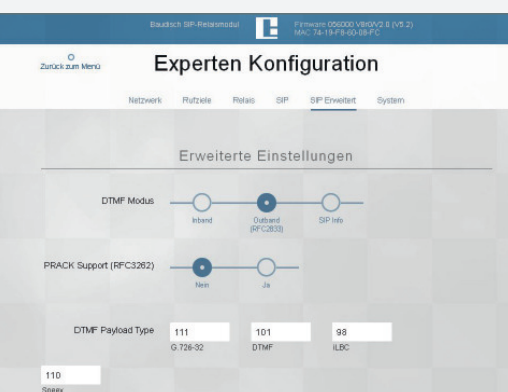 Baudisch SIP-Relaismodul
Firmware 056000 V8r0/V2.0 (V5.2)
MAC 74-19-F8-60-08-FC
Zurück zum Menü
Experten Konfiguration
Netzwerk Rufziele Relais SIP SIP Erweitert System
Erweiterte Einstellungen
DTMF Modus
Inband Outband (RFC2833) SIP Info
PRACK Support (RFC3262)
Nein Ja
DTMF Payload Type 111 101 98
G.726-32 DTMF iLBC
110
Speex